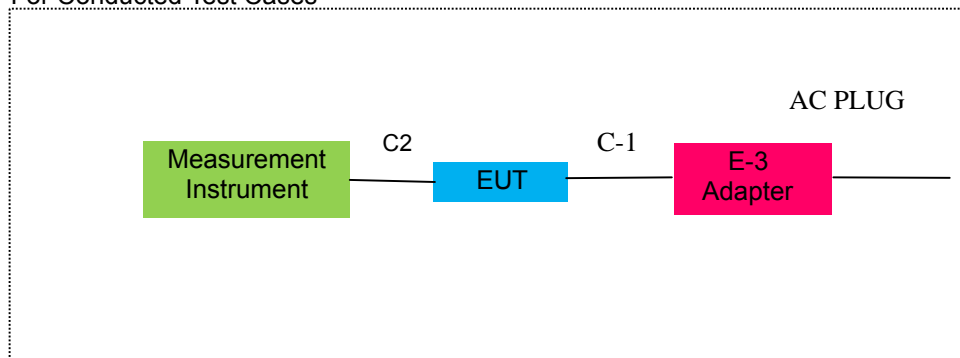 For Conducted Test Cases
AC PLUG
C2
C-1
Measurement
Instrument
EUT
E-3
Adapter